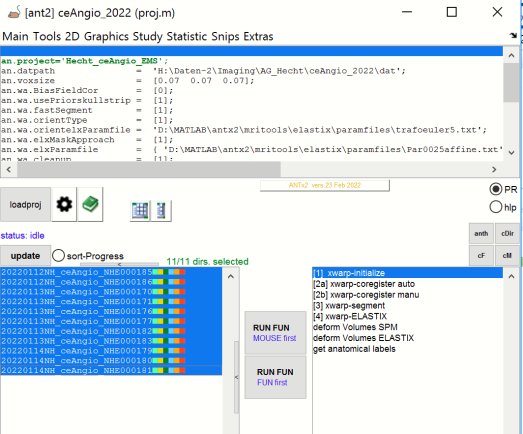 [ant2] ceAngio_2022 (proj.m)
Main Tools 2D Graphics Study Statistic Snips Extras
an.project='Hecht_ceAngio_EMS';
an.datpath = 'H:\Daten-2\Imaging\AG_Hecht\ceAngio_2022\dat';
an.voxsize = [0.07 0.07 0.07];
an.wa.BiasFieldCor = [0];
an.wa.usePriorskullstrip = [1];
an.wa.fastSegment = [1];
an.wa.orientType = [1];
an.wa.orientelxParamfile = 'D:\MATLAB\antx2\mritools\elastix\paramfiles\trafoeuler5.txt';
an.wa.elxMaskApproach = [1];
an.wa.elxParamfile = { 'D:\MATLAB\antx2\mritools\elastix\paramfiles\Par0025affine.txt'
an.wa.cleanup = [1];
ANTx2 vers 23 Feb 2022
PR
loadproj
hlp
status: idle
anth cDir
update sort-Progress
cF cM
11/11 dirs. selected
20220112NH_ceAngio_NHE000185
20220112NH_ceAngio_NHE000186
20220113NH_ceAngio_NHE000170
20220113NH_ceAngio_NHE000171
20220113NH_ceAngio_NHE000176
20220113NH_ceAngio_NHE000177
20220113NH_ceAngio_NHE000182
20220113NH_ceAngio_NHE000183
20220114NH_ceAngio_NHE000179
20220114NH_ceAngio_NHE000180
20220114NH_ceAngio_NHE000181
RUN FUN
MOUSE first
RUN FUN
FUN first
[1] xwarp-initialize
[2a] xwarp-coregister auto
[2b] xwarp-coregister manu
[3] xwarp-segment
[4] xwarp-ELASTIX
deform Volumes SPM
deform Volumes ELASTIX
get anatomical labels